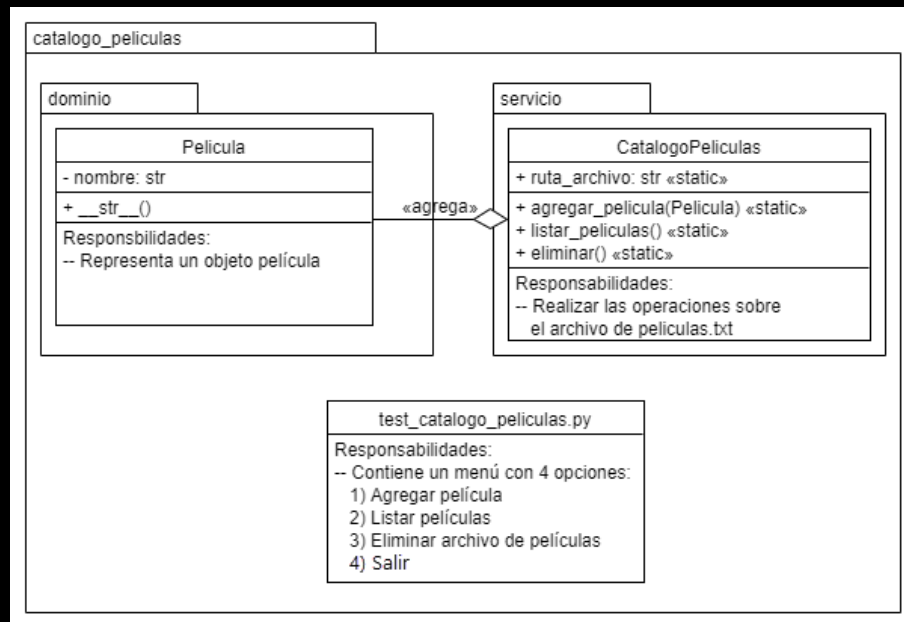 catalogo_peliculas
dominio
Pelicula
- nombre: str
+ __str__()
Responsbilidades:
-- Representa un objeto película
«agrega»
servicio
CatalogoPeliculas
+ ruta_archivo: str «static»
+ agregar_pelicula(Pelicula) «static»
+ listar_peliculas() «static»
+ eliminar() «static»
Responsabilidades:
-- Realizar las operaciones sobre
el archivo de peliculas.txt
test_catalogo_peliculas.py
Responsabilidades:
-- Contiene un menú con 4 opciones:
1) Agregar película
2) Listar películas
3) Eliminar archivo de películas
4) Salir